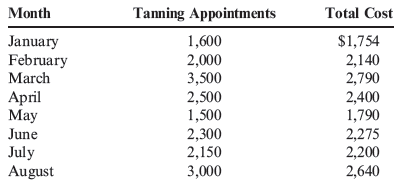 Month Tanning Appointments Total Cost
January 1,600 $1,754
February 2,000 2,140
March 3,500 2,790
April 2,500 2,400
May 1,500 1,790
June 2,300 2,275
July 2,150 2,200
August 3,000 2,640